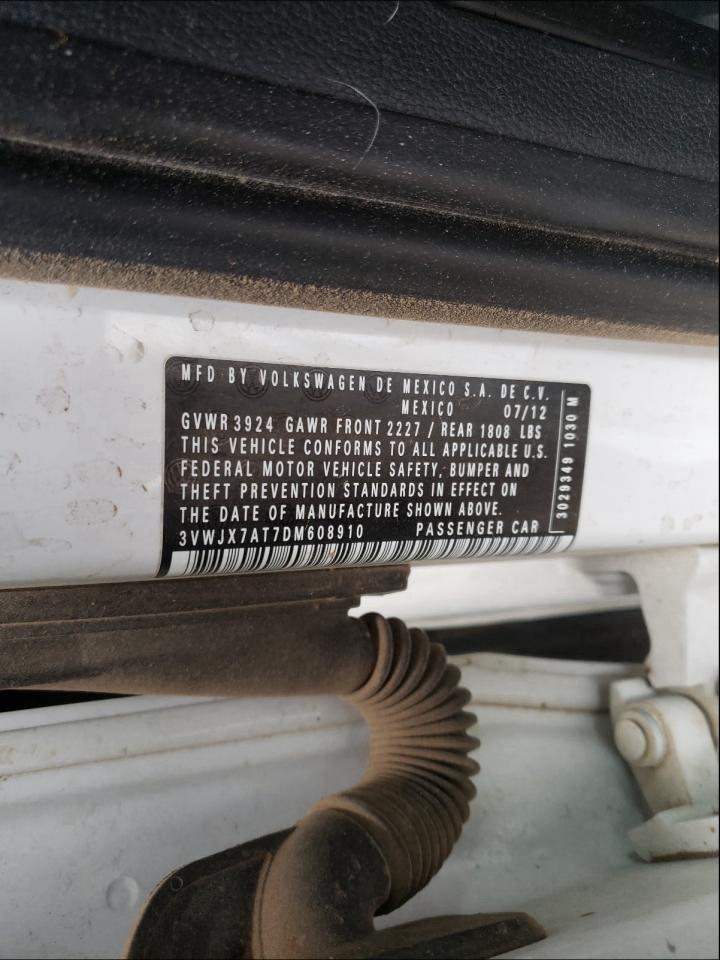 MFD BY VOLKSWAGEN DE MEXICO S.A. DE C.V.
MEXICO 07/12
GVWR 3924 GAWR FRONT 2227 / REAR 1808 LBS
THIS VEHICLE CONFORMS TO ALL APPLICABLE U.S.
FEDERAL MOTOR VEHICLE SAFETY, BUMPER AND
THEFT PREVENTION STANDARDS IN EFFECT ON
THE DATE OF MANUFACTURE SHOWN ABOVE.
3VWJX7AT7DM608910 PASSENGER CAR
3029349 1030 M